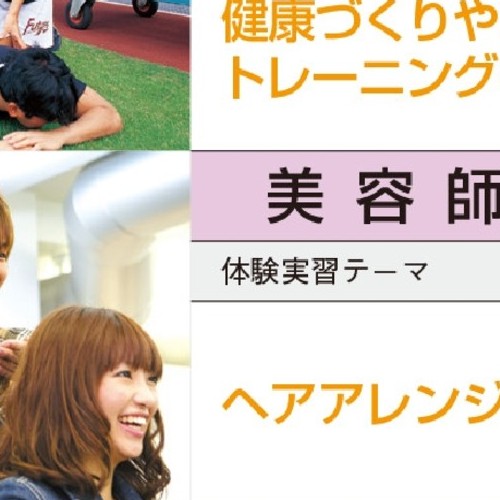 健康づくりや
トレーニング
美容師
体験実習テーマ
ヘアアレンジ